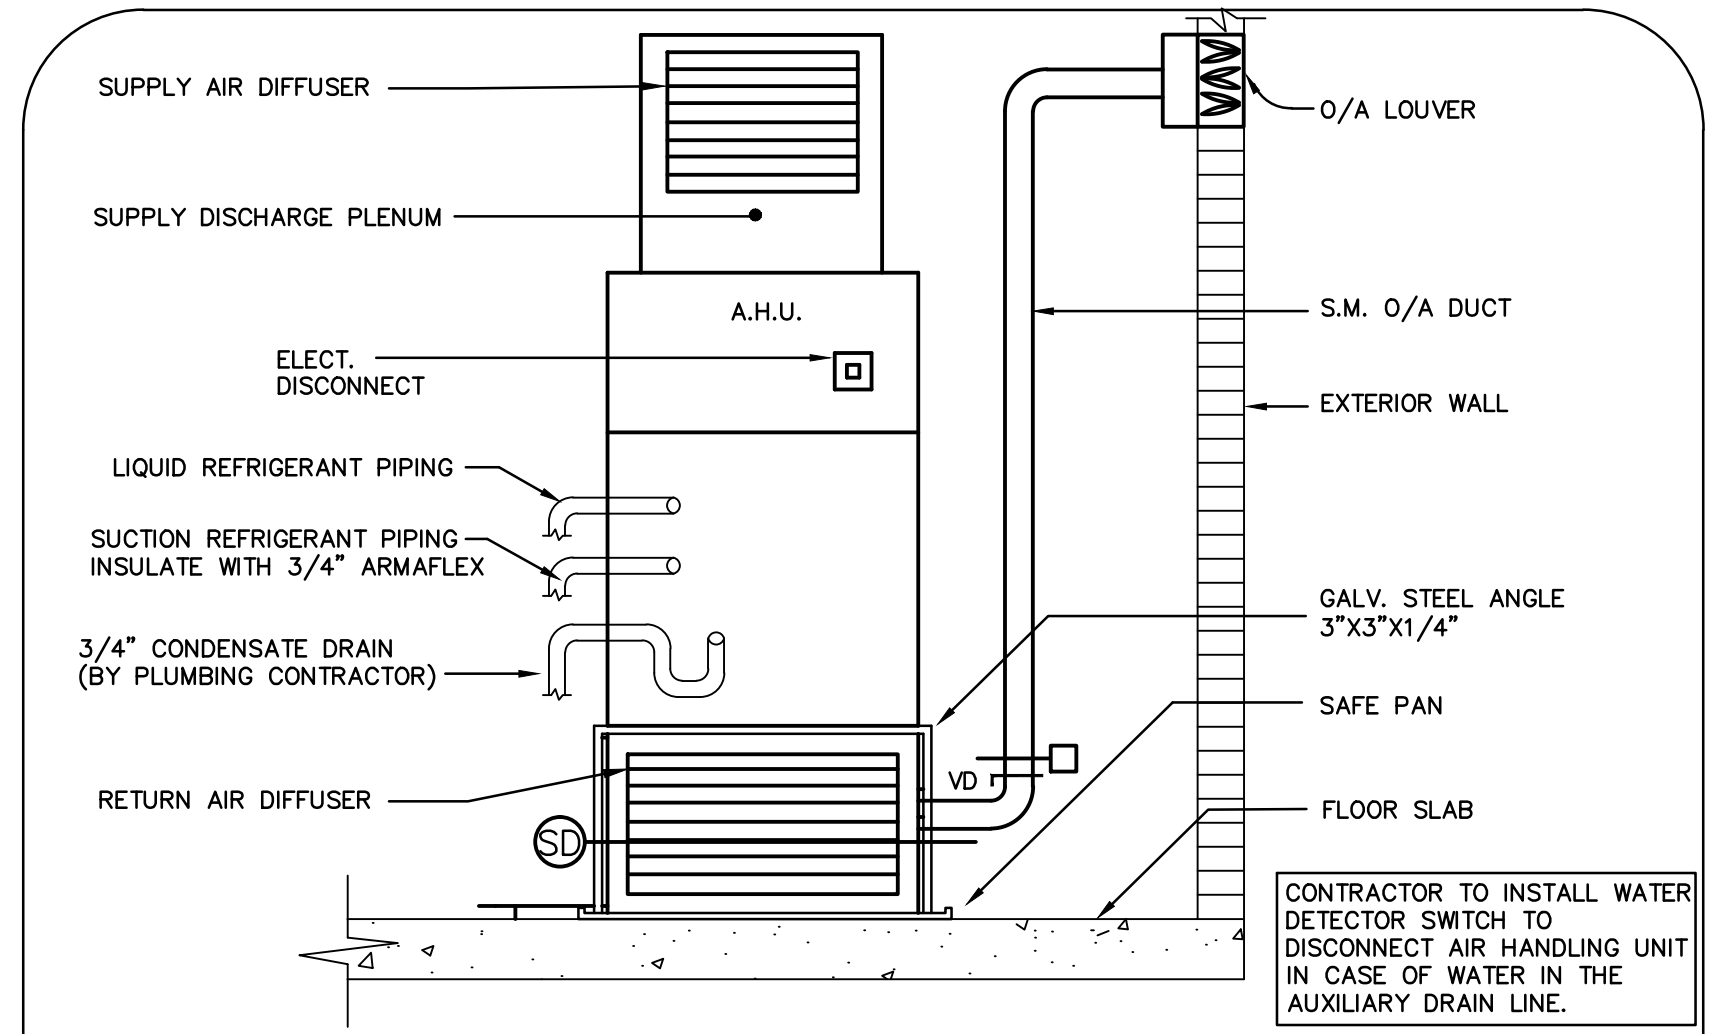 SUPPLY AIR DIFFUSER
O/A LOUVER
SUPPLY DISCHARGE PLENUM
A.H.U.
S.M. O/A DUCT
ELECT.
DISCONNECT
EXTERIOR WALL
LIQUID REFRIGERANT PIPING
SUCTION REFRIGERANT PIPING
INSULATE WITH 3/4" ARMAFLEX
GALV. STEEL ANGLE
3"X3"X1/4"
3/4" CONDENSATE DRAIN
(BY PLUMBING CONTRACTOR)
SAFE PAN
VD
RETURN AIR DIFFUSER
FLOOR SLAB
SD
CONTRACTOR TO INSTALL WATER
DETECTOR SWITCH TO
DISCONNECT AIR HANDLING UNIT
IN CASE OF WATER IN THE
AUXILIARY DRAIN LINE.